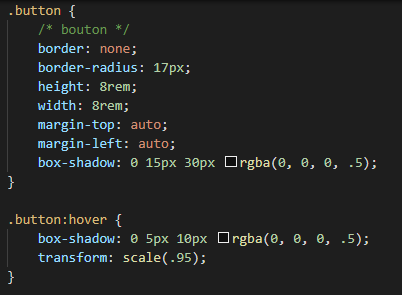 .button {
    /* bouton */
    border: none;
    border-radius: 17px;
    height: 8rem;
    width: 8rem;
    margin-top: auto;
    margin-left: auto;
    box-shadow: 0 15px 30px rgba(0, 0, 0, .5);
}

.button:hover {
    box-shadow: 0 5px 10px rgba(0, 0, 0, .5);
    transform: scale(.95);
}